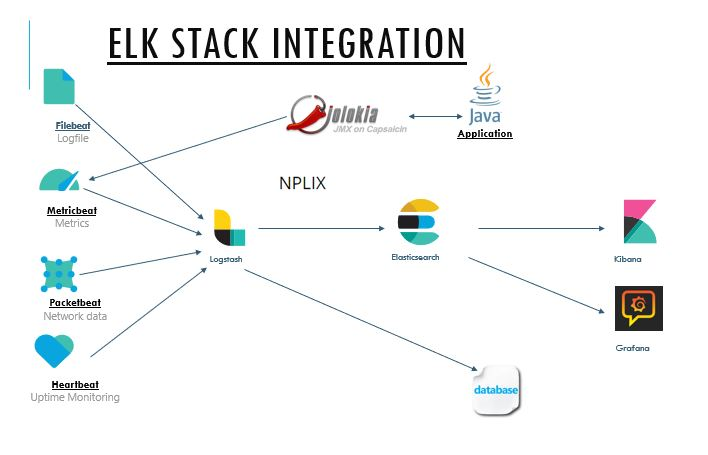 ELK STACK INTEGRATION
Filebeat
Logfile
jolokia
JMX on Capsaicin
Java
Application
NPLIX
Metricbeat
Metrics
Logstash
Elasticsearch
Kibana
Packetbeat
Network data
Grafana
Heartbeat
Uptime Monitoring
database